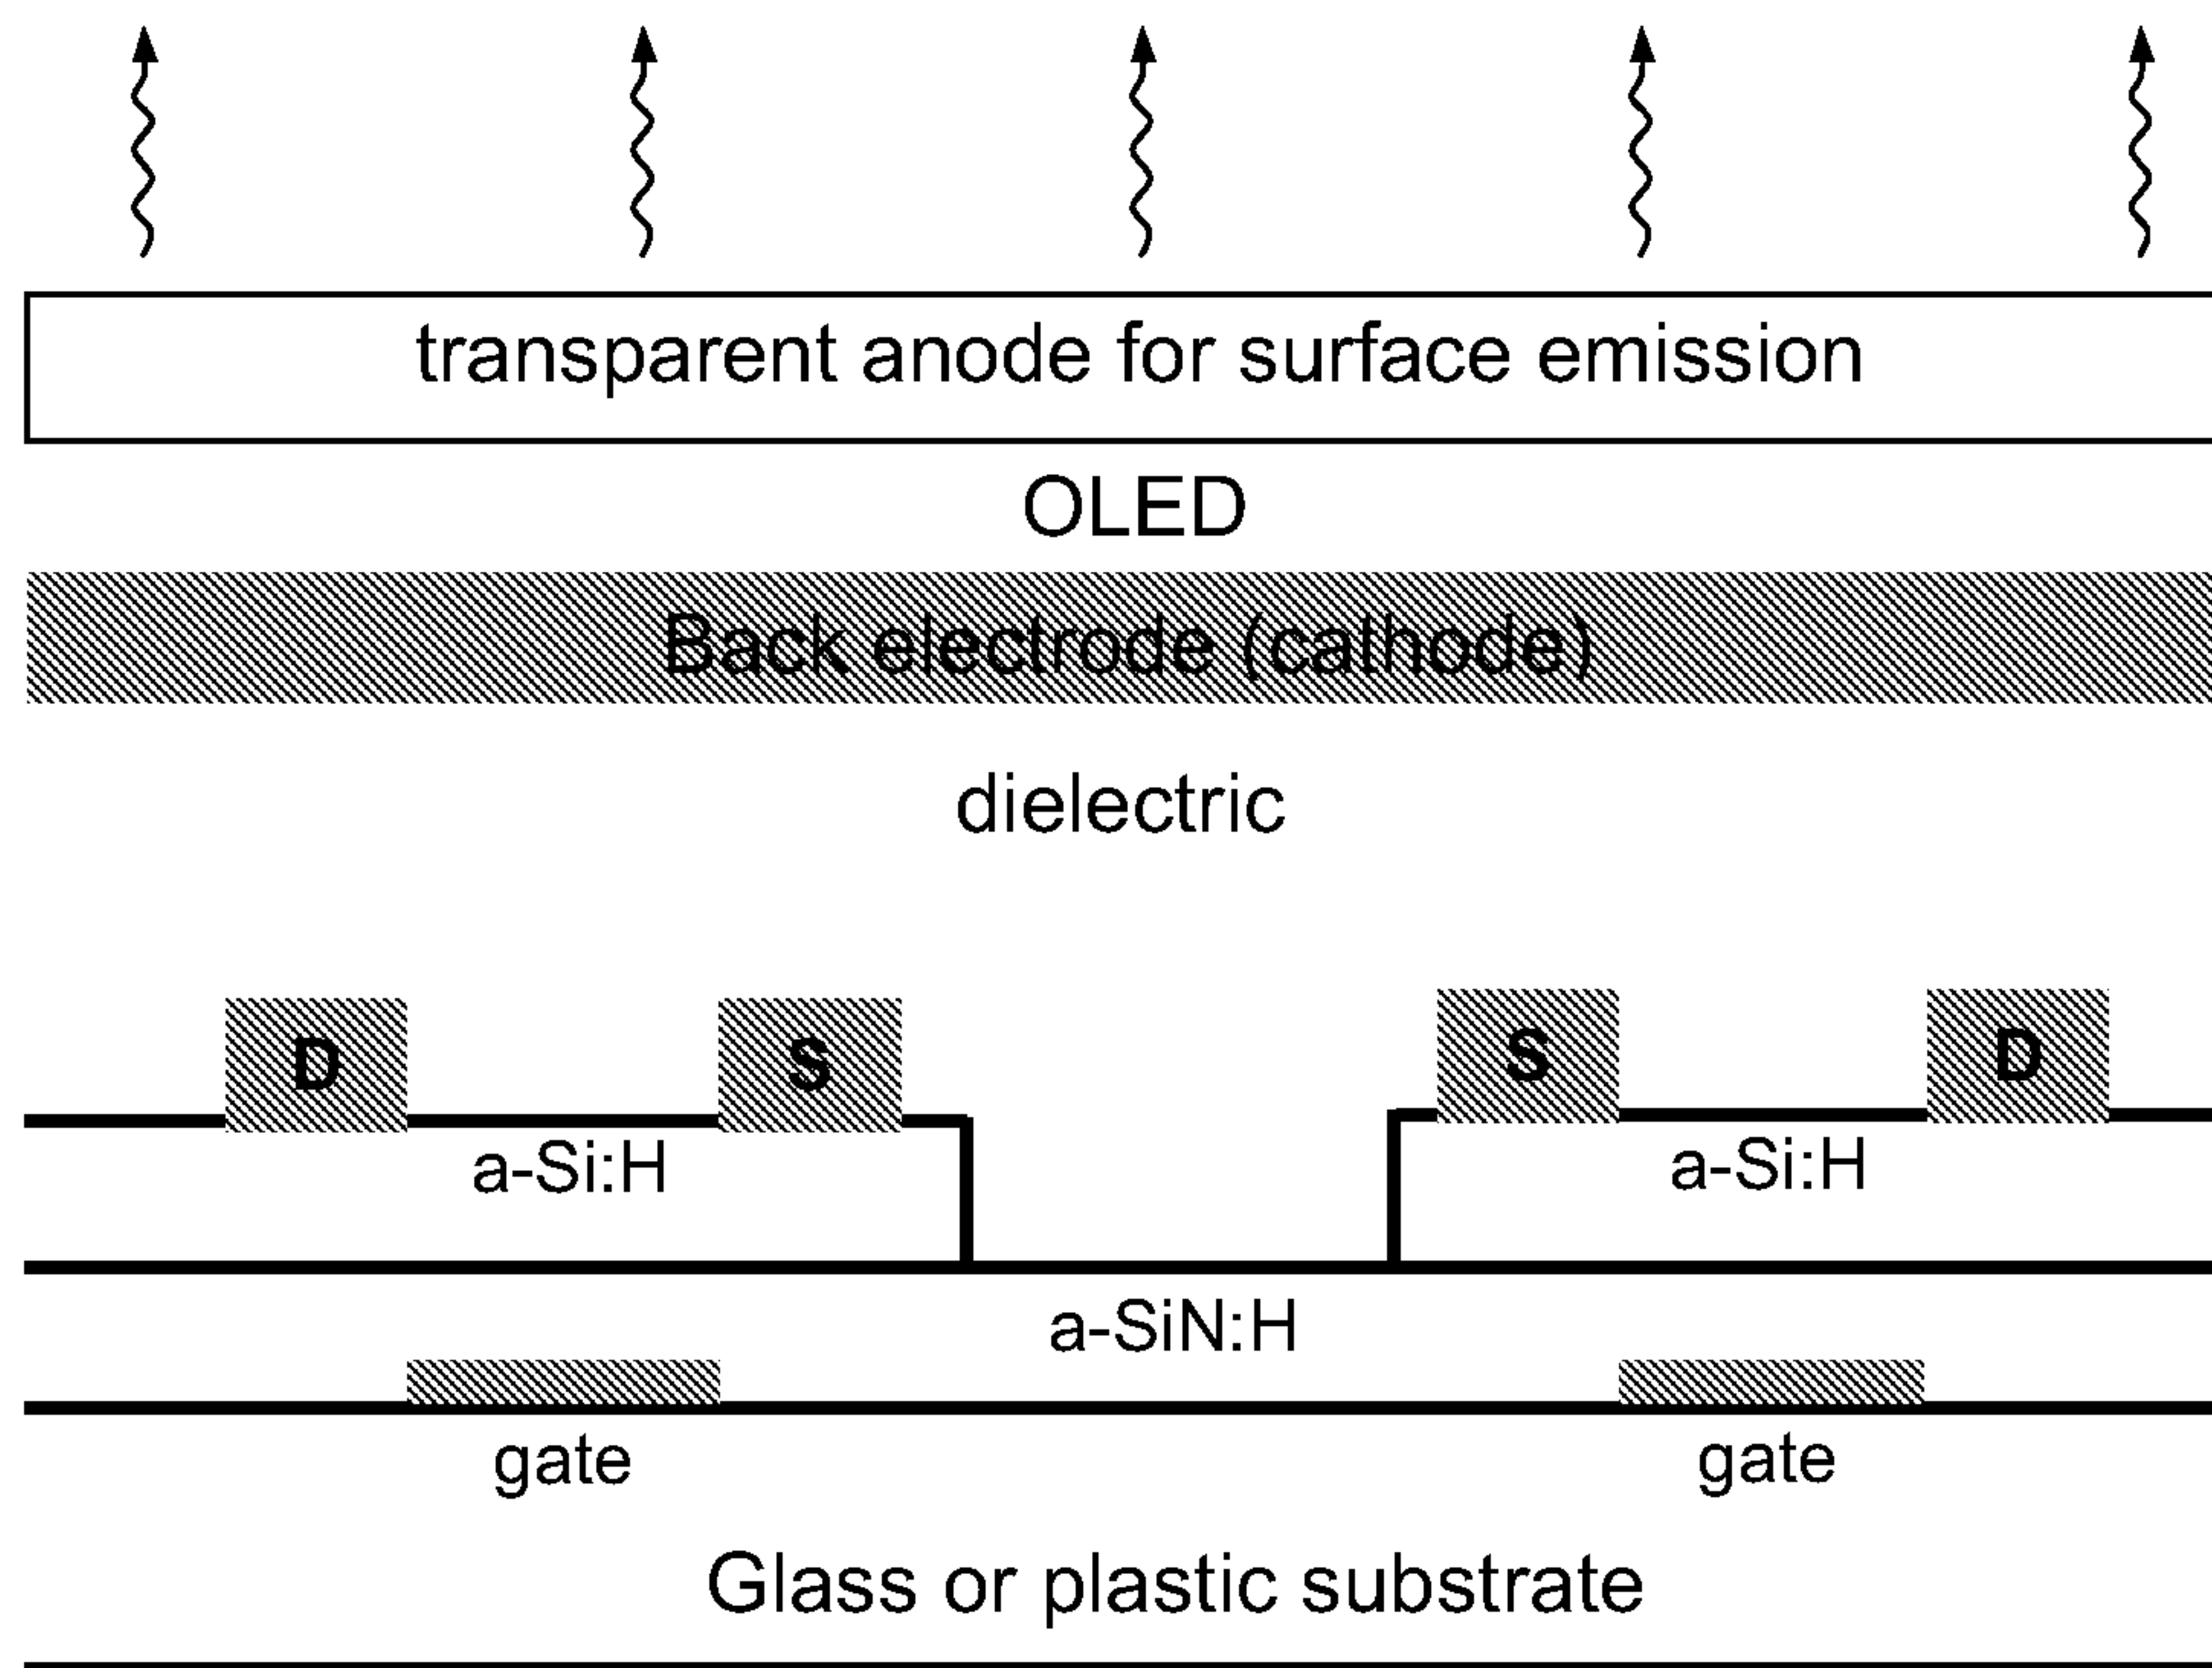 transparent anode for surface emission
OLED
Back electrode (cathode)
dielectric
D S S D
a-Si:H a-Si:H
a-SiN:H
gate gate
Glass or plastic substrate